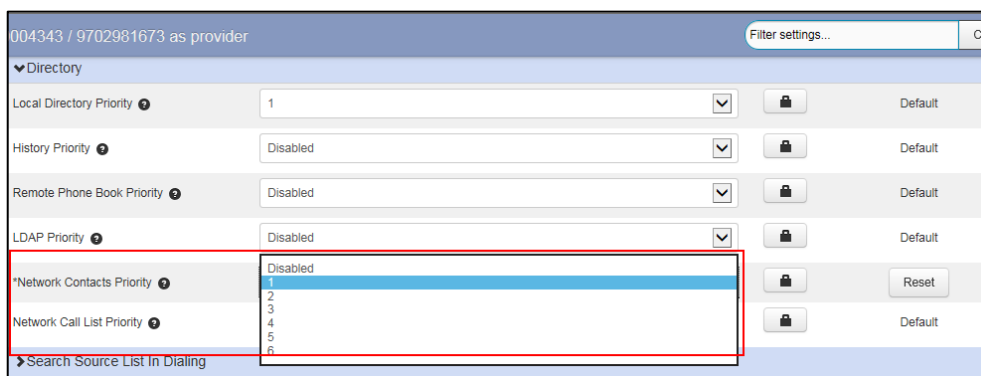 004343 / 9702981673 as provider Filter settings... C
Directory
Local Directory Priority 1 Default
History Priority Disabled Default
Remote Phone Book Priority Disabled Default
LDAP Priority Disabled Default
Disabled
*Network Contacts Priority 1 Reset
2
3
Network Call List Priority 4 Default
5
6
Search Source List In Dialing